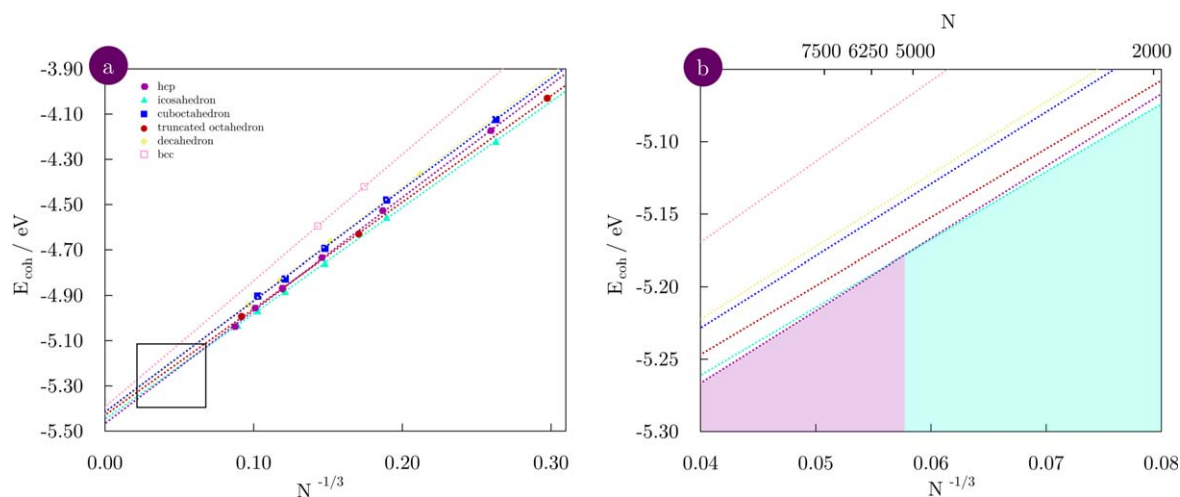 a
-3.90
-4.10
-4.30
-4.50
-4.70
-4.90
-5.10
-5.30
-5.50
E_coh / eV
hcp
icosahedron
cuboctahedron
truncated octahedron
decahedron
bcc
0.00 0.10 0.20 0.30
N^-1/3
b
N
7500 6250 5000 2000
-5.10
-5.15
-5.20
-5.25
-5.30
E_coh / eV
0.04 0.05 0.06 0.07 0.08
N^-1/3